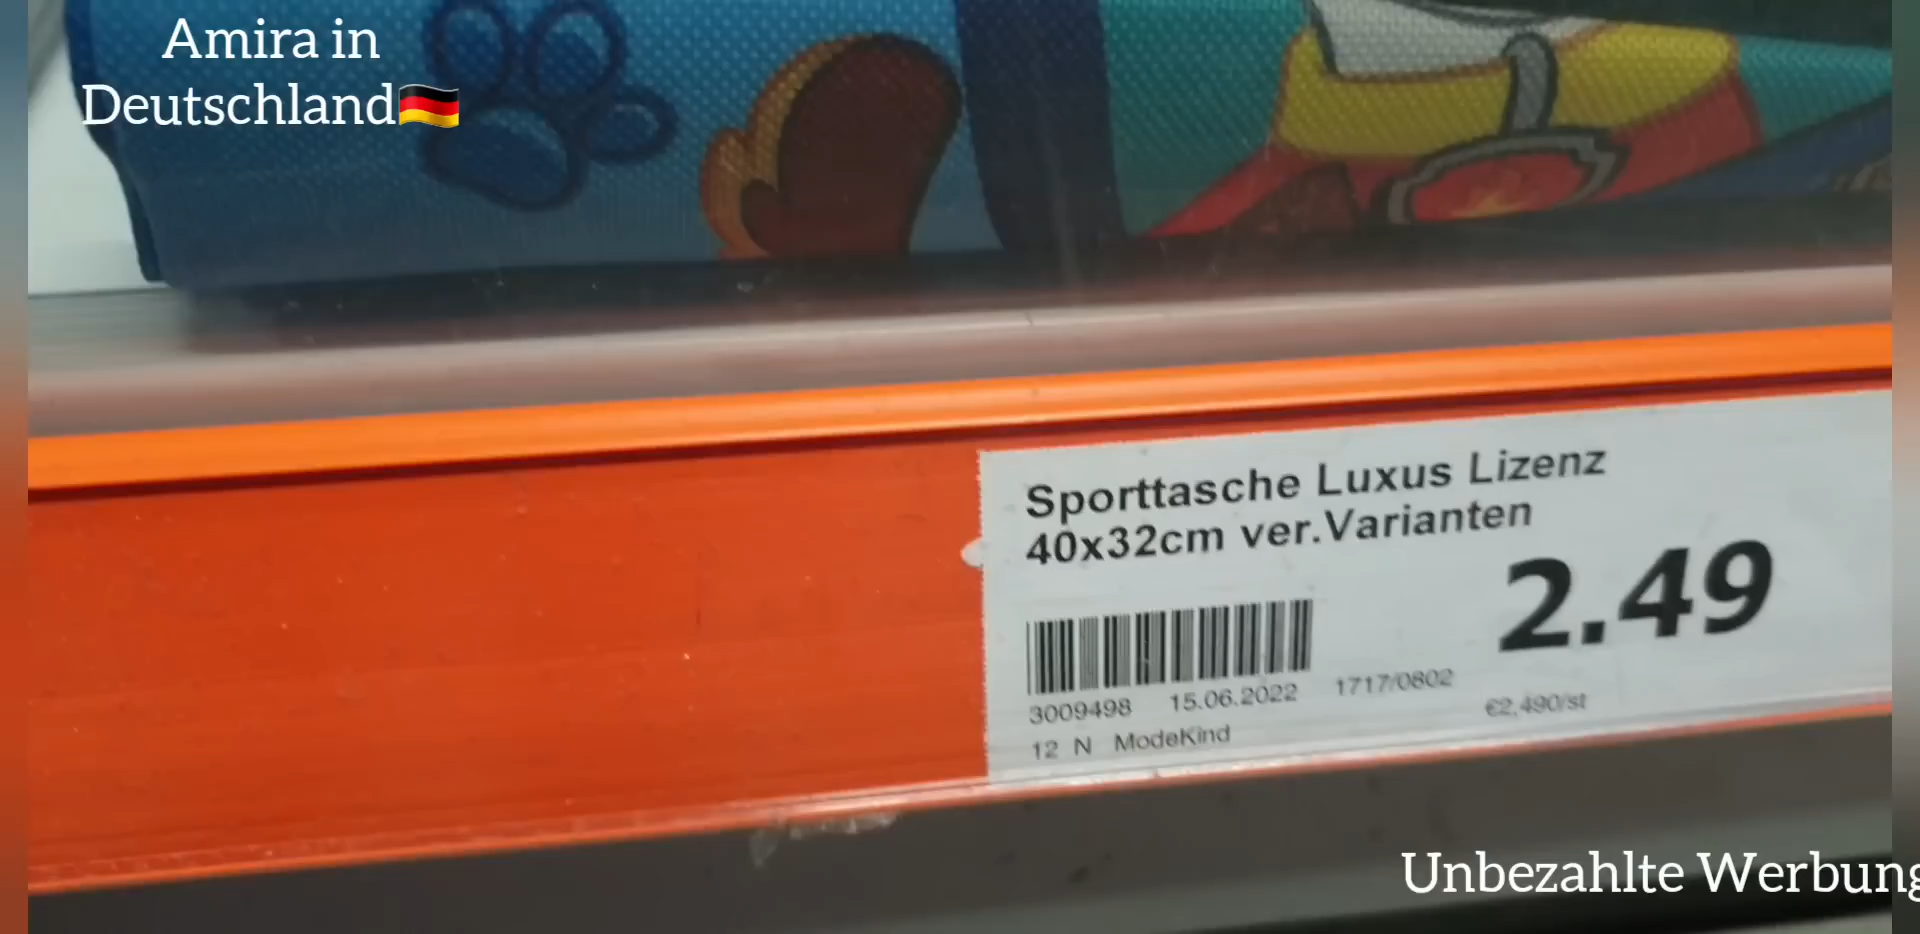 Amira in
Deutschland🇩🇪
Sporttasche Luxus Lizenz
40x32cm ver.Varianten
2.49
3009498 15.06.2022 1717/0802
€2,490/st
12 N ModeKind
Unbezahlte Werbung